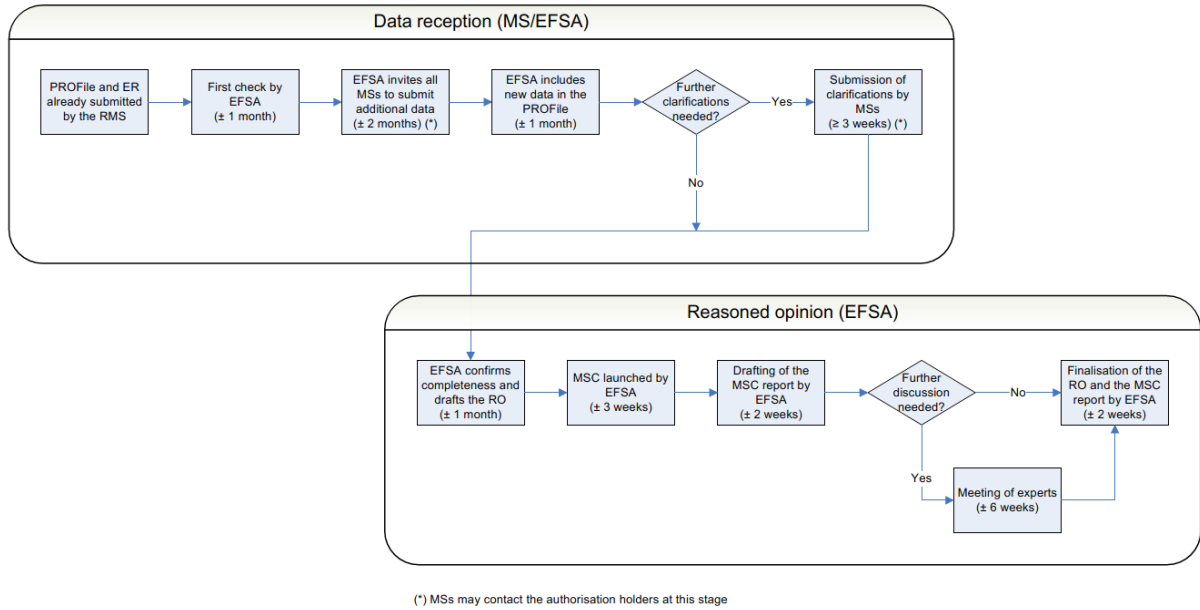 Data reception (MS/EFSA)
PROFile and ER
already submitted
by the RMS
First check by
EFSA
(± 1 month)
EFSA invites all
MSs to submit
additional data
(± 2 months) (*)
EFSA includes
new data in the
PROFile
(± 1 month)
Further
clarifications
needed?
Yes
Submission of
clarifications by
MSs
(≥ 3 weeks) (*)
No
Reasoned opinion (EFSA)
EFSA confirms
completeness and
drafts the RO
(± 1 month)
MSC launched by
EFSA
(± 3 weeks)
Drafting of the
MSC report by
EFSA
(± 2 weeks)
Further
discussion
needed?
No
Finalisation of the
RO and the MSC
report by EFSA
(± 2 weeks)
Yes
Meeting of experts
(± 6 weeks)
(*) MSs may contact the authorisation holders at this stage